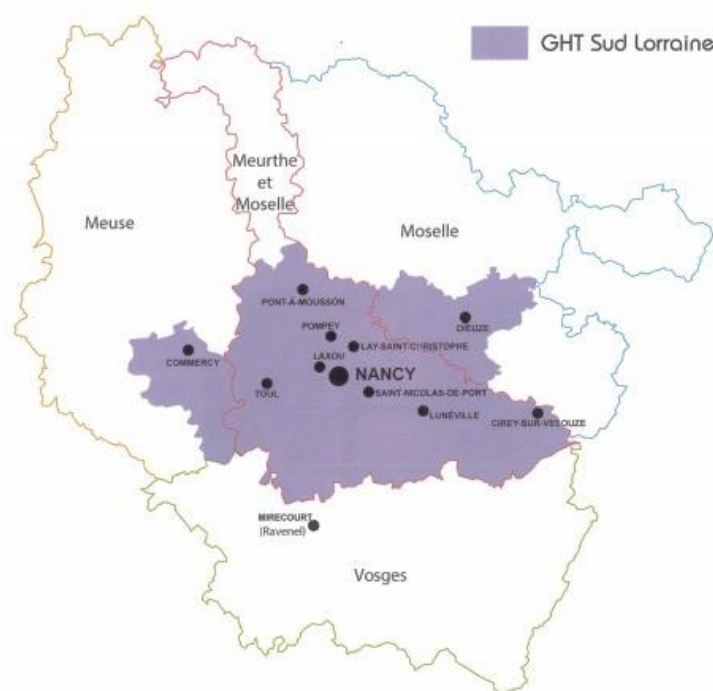 GHT Sud Lorraine
Meurthe
et
Moselle
Meuse
Moselle
PONT-À-MOUSSON
DIEUZE
POMPEY
LAY-SAINT-CHRISTOPHE
COMMERCY
LAXOU
NANCY
TOUL
SAINT-NICOLAS-DE-PORT
LUNÉVILLE
CIREY-SUR-VELOUZE
MIRECOURT
(Ravenel)
Vosges